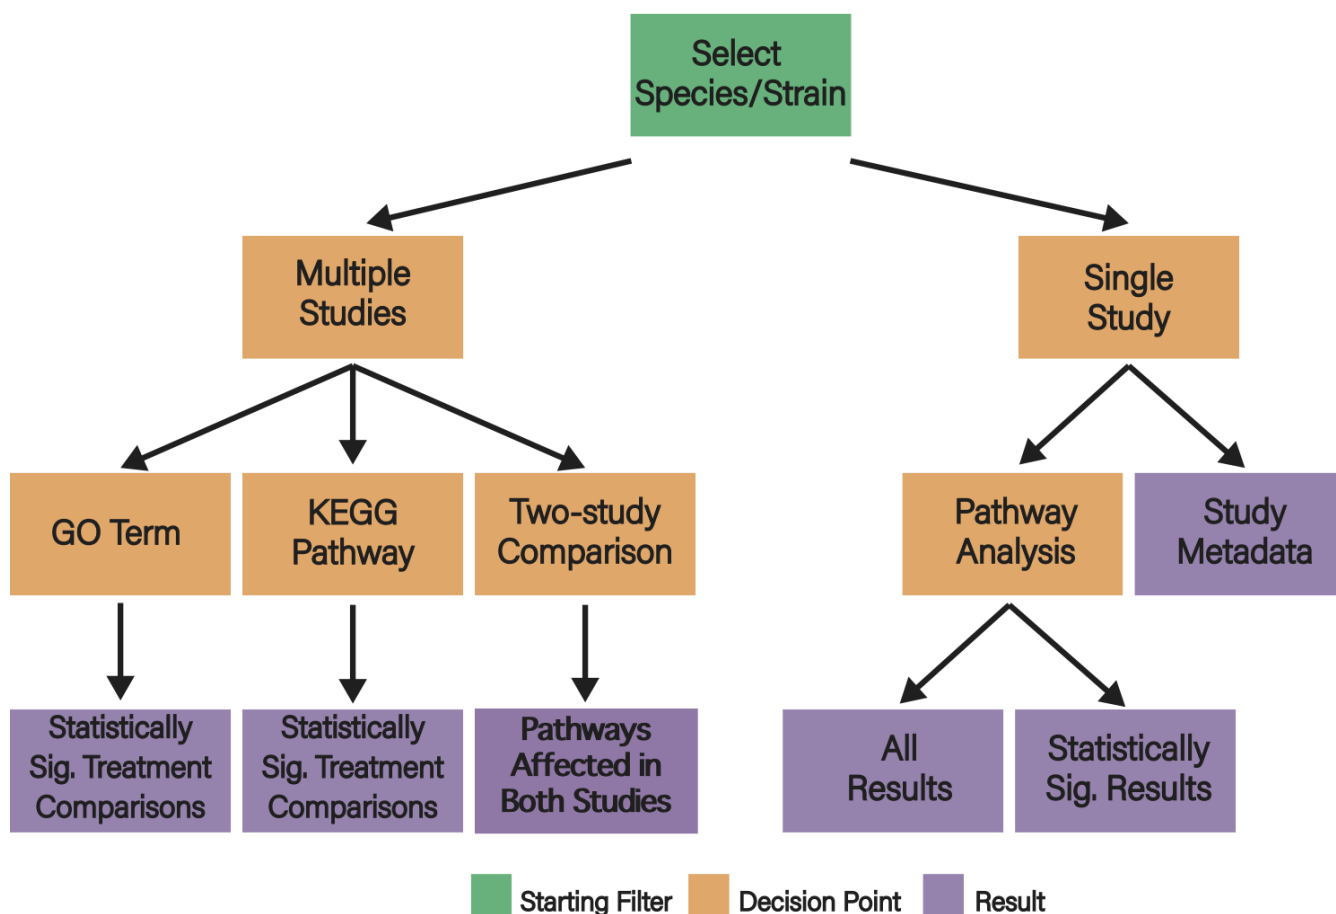 Select
Species/Strain
Multiple
Studies
Single
Study
GO Term
KEGG
Pathway
Two-study
Comparison
Pathway
Analysis
Study
Metadata
Statistically
Sig. Treatment
Comparisons
Statistically
Sig. Treatment
Comparisons
Pathways
Affected in
Both Studies
All
Results
Statistically
Sig. Results
Starting Filter
Decision Point
Result